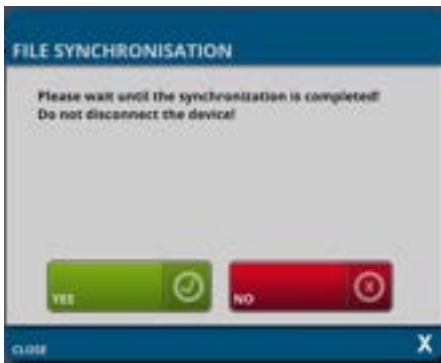 FILE SYNCHRONISATION
Please wait until the synchronization is completed!
Do not disconnect the device!
YES
NO
CLOSE X